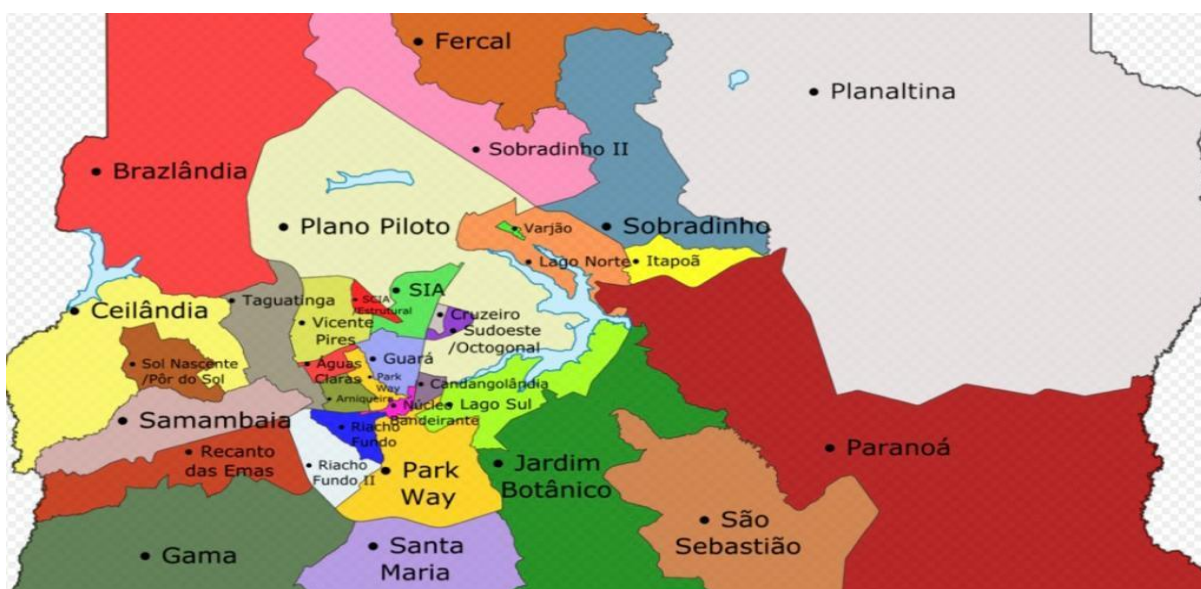 Fercal
Planaltina
Sobradinho II
Brazlândia
Plano Piloto
Varjão
Sobradinho
Lago Norte
Itapoã
Taguatinga
SCIA
/Estrutural
SIA
Ceilândia
Vicente
Pires
Cruzeiro
Sudoeste
/Octogonal
Sol Nascente
/Pôr do Sol
Águas
Claras
Guará
Park
Way
Candangolândia
Arniqueira
Núcleo
Bandeirante
Lago Sul
Samambaia
Riacho
Fundo
Recanto
das Emas
Riacho
Fundo II
Park
Way
Jardim
Botânico
Paranoá
São
Sebastião
Gama
Santa
Maria